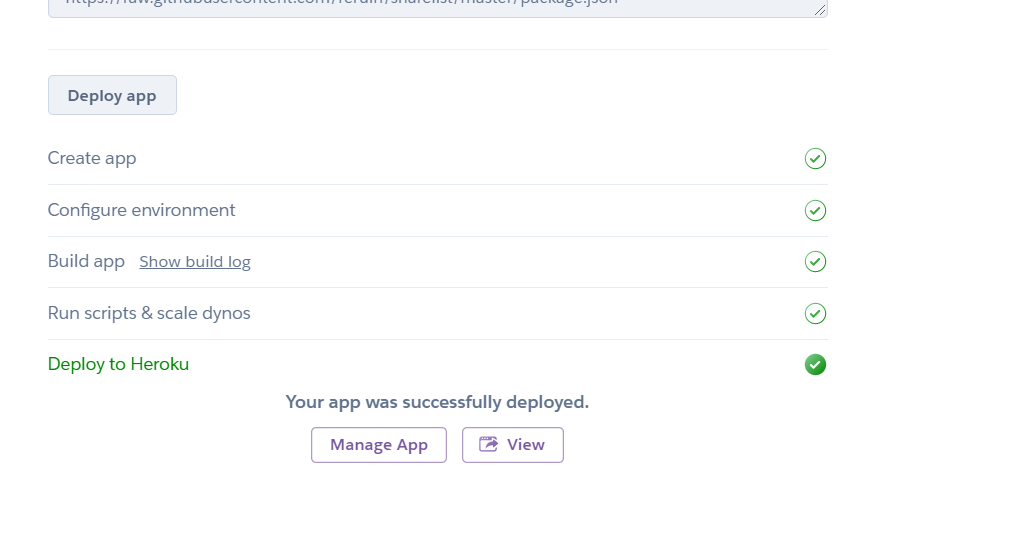 https://raw.githubusercontent.com/reruin/sharelist/master/package.json
Deploy app
Create app
Configure environment
Build app Show build log
Run scripts & scale dynos
Deploy to Heroku
Your app was successfully deployed.
Manage App View